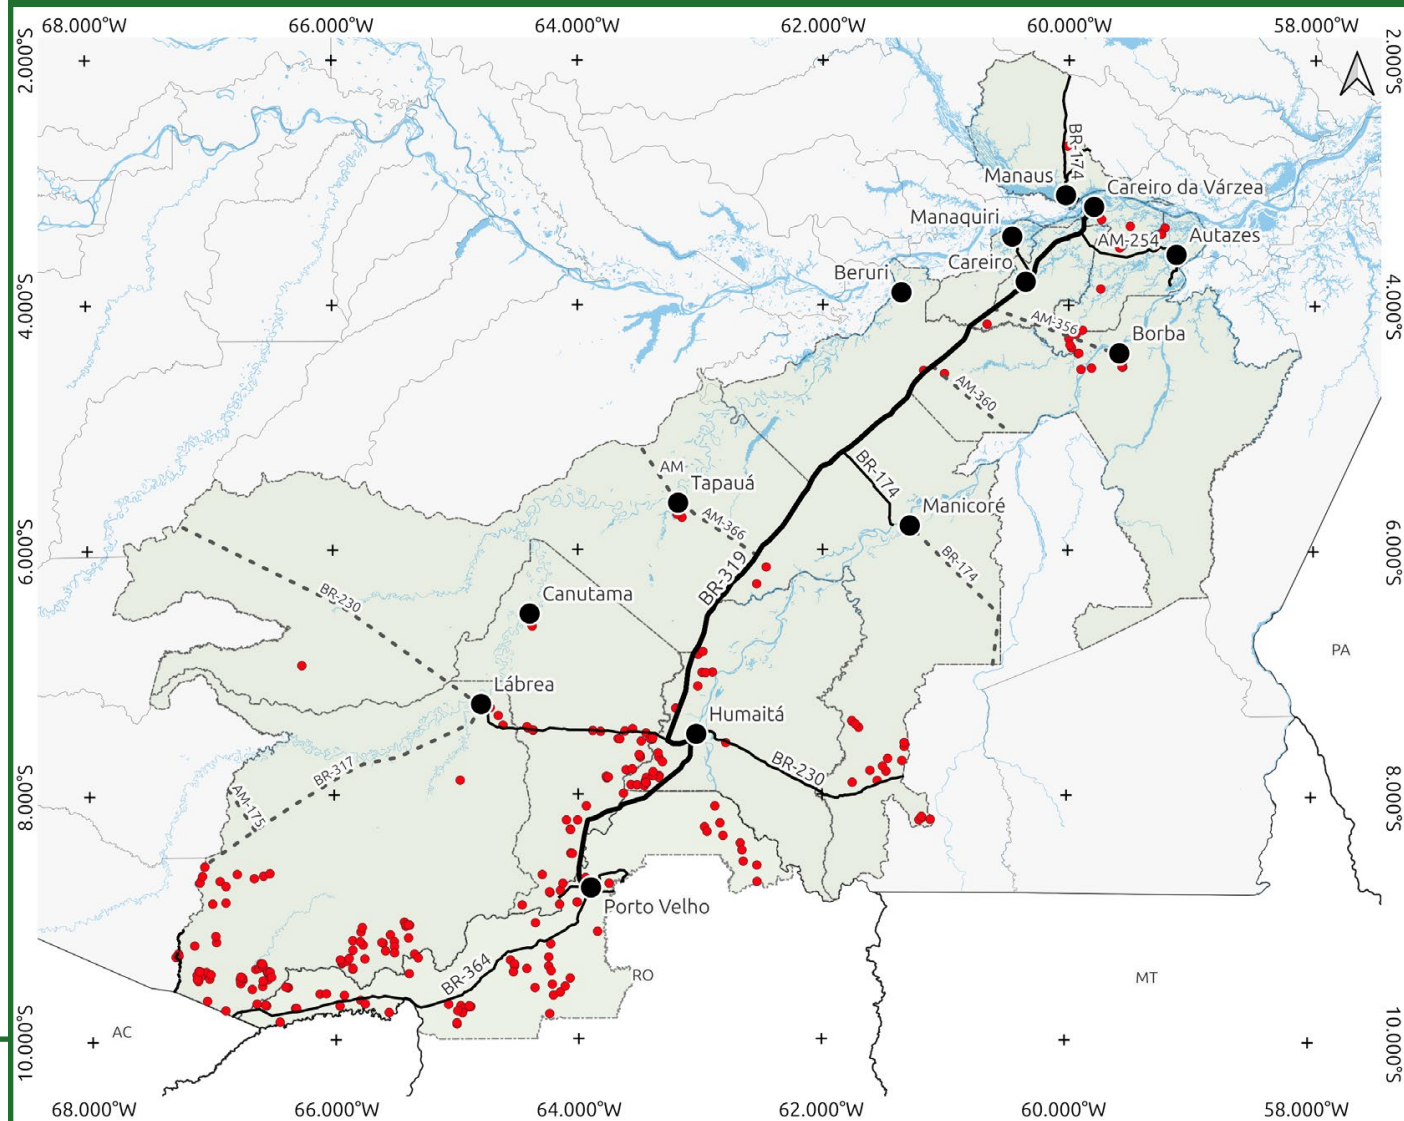 68.000°W 66.000°W 64.000°W 62.000°W 60.000°W 58.000°W
2.000°S
2.000°S
BR-174
Manaus
Careiro da Várzea
Manaquiri
Autazes
AM-254
Careiro
Beruri
4.000°S
4.000°S
AM-356
Borba
AM-360
AM
Tapauá
BR-174
Manicoré
AM-366
6.000°S
6.000°S
BR-319
BR-174
BR-230
Canutama
PA
Lábrea
Humaitá
BR-317
BR-230
AM-175
8.000°S
8.000°S
Porto Velho
BR-364
RO
MT
AC
10.000°S
10.000°S
68.000°W 66.000°W 64.000°W 62.000°W 60.000°W 58.000°W